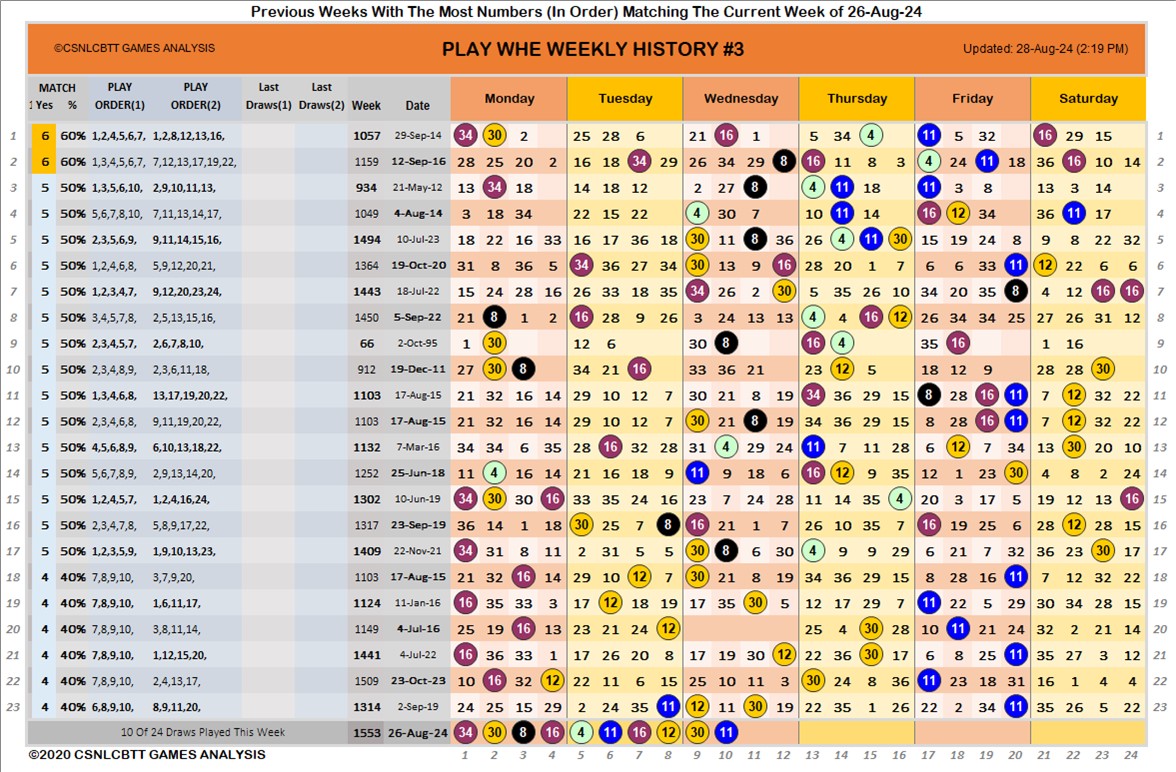 Previous Weeks With The Most Numbers (In Order) Matching The Current Week of 26-Aug-24
©CSNLCBTT GAMES ANALYSIS PLAY WHE WEEKLY HISTORY #3 Updated: 28-Aug-24 (2:19 PM)
MATCH PLAY PLAY Last Last
1 Yes % ORDER(1) ORDER(2) Draws(1) Draws(2) Week Date Monday Tuesday Wednesday Thursday Friday Saturday
1 6 60% 1,2,4,5,6,7, 1,2,8,12,13,16, 1057 29-Sep-14 34 30 2 25 28 6 21 16 1 5 34 4 11 5 32 16 29 15 1
2 6 60% 1,3,4,5,6,7, 7,12,13,17,19,22, 1159 12-Sep-16 28 25 20 2 16 18 34 29 26 34 29 8 16 11 8 3 4 24 11 18 36 16 10 14 2
3 5 50% 1,3,5,6,10, 2,9,10,11,13, 934 21-May-12 13 34 18 14 18 12 2 27 8 4 11 18 11 3 8 13 3 14 3
4 5 50% 5,6,7,8,10, 7,11,13,14,17, 1049 4-Aug-14 3 18 34 22 15 22 4 30 7 10 11 14 16 12 34 36 11 17 4
5 5 50% 2,3,5,6,9, 9,11,14,15,16, 1494 10-Jul-23 18 22 16 33 16 17 36 18 30 11 8 36 26 4 11 30 15 19 24 8 9 8 22 32 5
6 5 50% 1,2,4,6,8, 5,9,12,20,21, 1364 19-Oct-20 31 8 36 5 34 36 27 34 30 13 9 16 28 20 1 7 6 6 33 11 12 22 6 6 6
7 5 50% 1,2,3,4,7, 9,12,20,23,24, 1443 18-Jul-22 15 24 28 16 26 33 18 35 34 26 2 30 5 35 26 10 34 20 35 8 4 12 16 16 7
8 5 50% 3,4,5,7,8, 2,5,13,15,16, 1450 5-Sep-22 21 8 1 2 16 28 9 26 3 24 13 13 4 4 16 12 26 34 34 25 27 26 31 12 8
9 5 50% 2,3,4,5,7, 2,6,7,8,10, 66 2-Oct-95 1 30 12 6 30 8 16 4 35 16 1 16 9
10 5 50% 2,3,4,8,9, 2,3,6,11,18, 912 19-Dec-11 27 30 8 34 21 16 33 36 21 23 12 5 18 12 9 28 28 30 10
11 5 50% 1,3,4,6,8, 13,17,19,20,22, 1103 17-Aug-15 21 32 16 14 29 10 12 7 30 21 8 19 34 36 29 15 8 28 16 11 7 12 32 22 11
12 5 50% 2,3,4,6,8, 9,11,19,20,22, 1103 17-Aug-15 21 32 16 14 29 10 12 7 30 21 8 19 34 36 29 15 8 28 16 11 7 12 32 22 12
13 5 50% 4,5,6,8,9, 6,10,13,18,22, 1132 7-Mar-16 34 34 6 35 28 16 32 28 31 4 29 24 11 7 11 28 6 12 7 34 13 30 20 10 13
14 5 50% 5,6,7,8,9, 2,9,13,14,20, 1252 25-Jun-18 11 4 16 14 21 16 18 9 11 9 18 6 16 12 9 35 12 1 23 30 4 8 2 24 14
15 5 50% 1,2,4,5,7, 1,2,4,16,24, 1302 10-Jun-19 34 30 30 16 33 35 24 16 23 7 24 28 11 14 35 4 20 3 17 5 19 12 13 16 15
16 5 50% 2,3,4,7,8, 5,8,9,17,22, 1317 23-Sep-19 36 14 1 18 30 25 7 8 16 21 1 7 26 10 35 7 16 19 25 6 28 12 28 15 16
17 5 50% 1,2,3,5,9, 1,9,10,13,23, 1409 22-Nov-21 34 31 8 11 2 31 5 5 30 8 6 30 4 9 9 29 6 21 7 32 36 23 30 17 17
18 4 40% 7,8,9,10, 3,7,9,20, 1103 17-Aug-15 21 32 16 14 29 10 12 7 30 21 8 19 34 36 29 15 8 28 16 11 7 12 32 22 18
19 4 40% 7,8,9,10, 1,6,11,17, 1124 11-Jan-16 16 35 33 3 17 12 18 19 17 35 30 5 12 17 29 7 11 22 5 29 30 34 28 15 19
20 4 40% 7,8,9,10, 3,8,11,14, 1149 4-Jul-16 25 19 16 13 23 21 24 12 25 4 30 28 10 11 21 24 32 2 21 14 20
21 4 40% 7,8,9,10, 1,12,15,20, 1441 4-Jul-22 16 36 33 1 17 26 20 8 17 19 30 12 22 36 30 17 6 8 25 11 35 27 3 12 21
22 4 40% 7,8,9,10, 2,4,13,17, 1509 23-Oct-23 10 16 32 12 22 11 6 15 25 10 11 3 30 24 8 36 11 23 18 31 16 1 4 4 22
23 4 40% 6,8,9,10, 8,9,11,20, 1314 2-Sep-19 24 25 15 29 2 24 35 11 12 11 30 19 22 35 1 26 22 2 34 11 35 26 5 22 23
10 Of 24 Draws Played This Week 1553 26-Aug-24 34 30 8 16 4 11 16 12 30 11
©2020 CSNLCBTT GAMES ANALYSIS 1 2 3 4 5 6 7 8 9 10 11 12 13 14 15 16 17 18 19 20 21 22 23 24